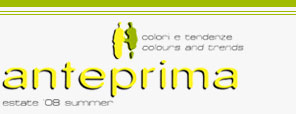 colori e tendenze
colours and trends
anteprima
estate '08 summer